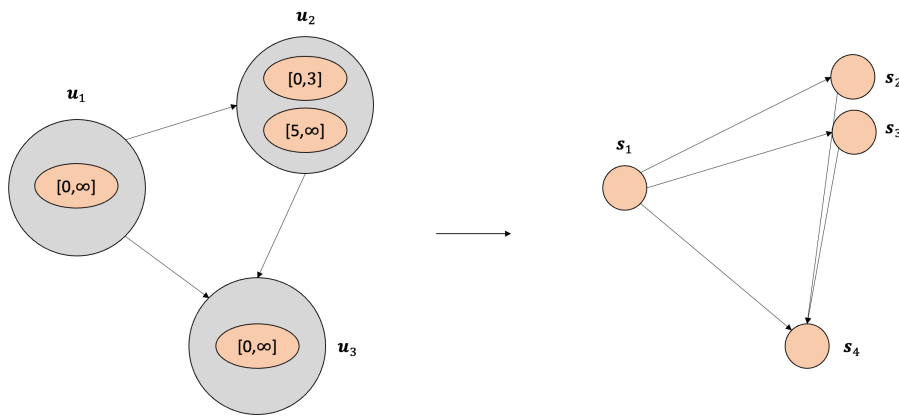 u₂
[0,3]
[5,∞]
u₁
[0,∞]
[0,∞]
u₃
s₂
s₃
s₁
s₄